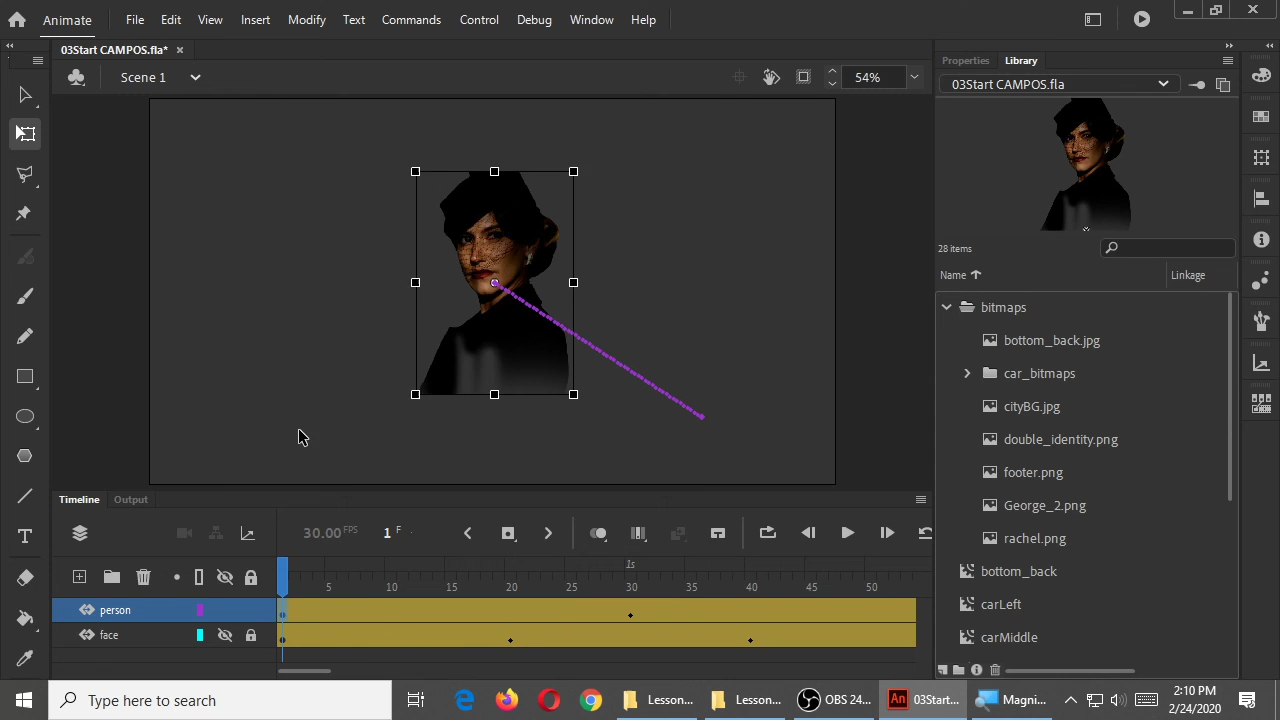 Animate File Edit View Insert Modify Text Commands Control Debug Window Help
03Start CAMPOS.fla*
Scene 1
54%
Properties Library
03Start CAMPOS.fla
28 items
Name Linkage
bitmaps
bottom_back.jpg
car_bitmaps
cityBG.jpg
double_identity.png
footer.png
George_2.png
rachel.png
bottom_back
carLeft
carMiddle
Timeline Output
30.00 FPS 1 F
1s
5 10 15 20 25 30 35 40 45 50
person
face
Type here to search
Lesson...
Lesson...
OBS 24...
An 03Start...
Magni...
2:10 PM
2/24/2020